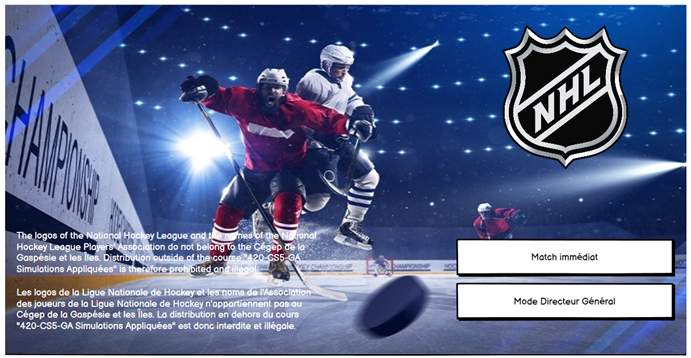 CHAMPIONSHIP
NHL
The logos of the National Hockey League and the names of the National
Hockey League Players' Association do not belong to the Cégep de la
Gaspésie et les Îles. Distribution outside of the course "420-CS5-GA
Simulations Appliquées" is therefore prohibited and illegal.
Les logos de la Ligue Nationale de Hockey et les noms de l'Association
des joueurs de la Ligue Nationale de Hockey n'appartiennent pas au
Cégep de la Gaspésie et les Îles. La distribution en dehors du cours
"420-CS5-GA Simulations Appliquées" est donc interdite et illégale.
Match immédiat
Mode Directeur Général